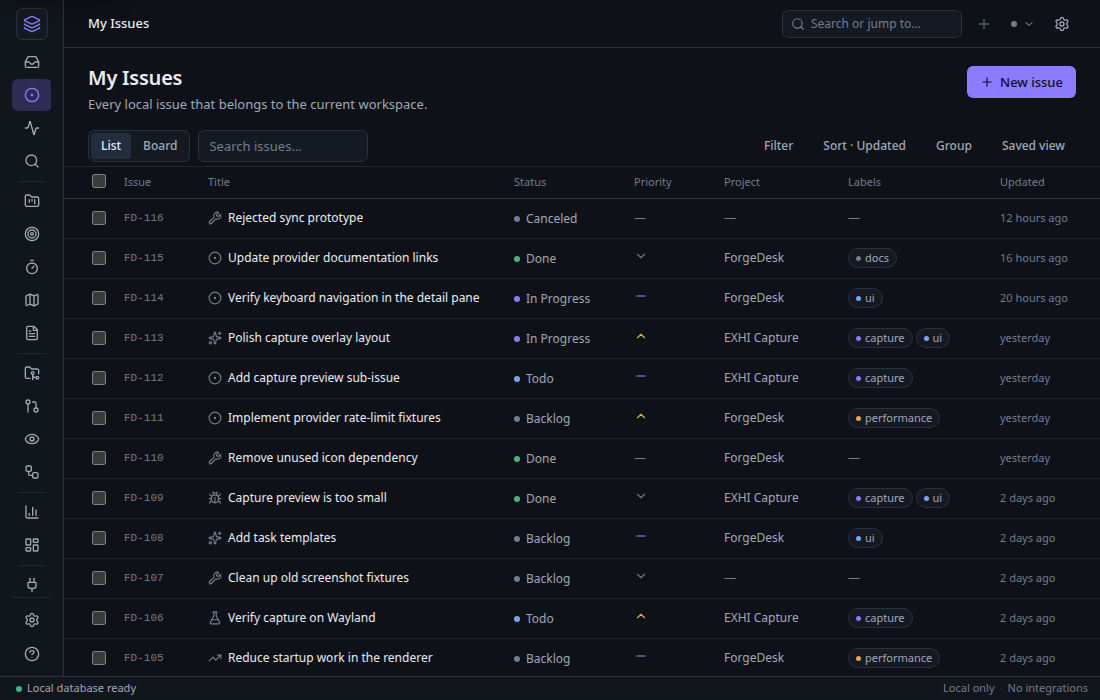 My Issues
Search or jump to...
My Issues
Every local issue that belongs to the current workspace.
New issue
List Board Search issues... Filter Sort · Updated Group Saved view
Issue Title Status Priority Project Labels Updated
FD-116 Rejected sync prototype Canceled — — — 12 hours ago
FD-115 Update provider documentation links Done ForgeDesk docs 16 hours ago
FD-114 Verify keyboard navigation in the detail pane In Progress ForgeDesk ui 20 hours ago
FD-113 Polish capture overlay layout In Progress EXHI Capture capture ui yesterday
FD-112 Add capture preview sub-issue Todo EXHI Capture capture yesterday
FD-111 Implement provider rate-limit fixtures Backlog ForgeDesk performance yesterday
FD-110 Remove unused icon dependency Done — ForgeDesk — yesterday
FD-109 Capture preview is too small Done EXHI Capture capture ui 2 days ago
FD-108 Add task templates Backlog ForgeDesk ui 2 days ago
FD-107 Clean up old screenshot fixtures Backlog — — 2 days ago
FD-106 Verify capture on Wayland Todo EXHI Capture capture 2 days ago
FD-105 Reduce startup work in the renderer Backlog ForgeDesk performance 2 days ago
Local database ready Local only · No integrations